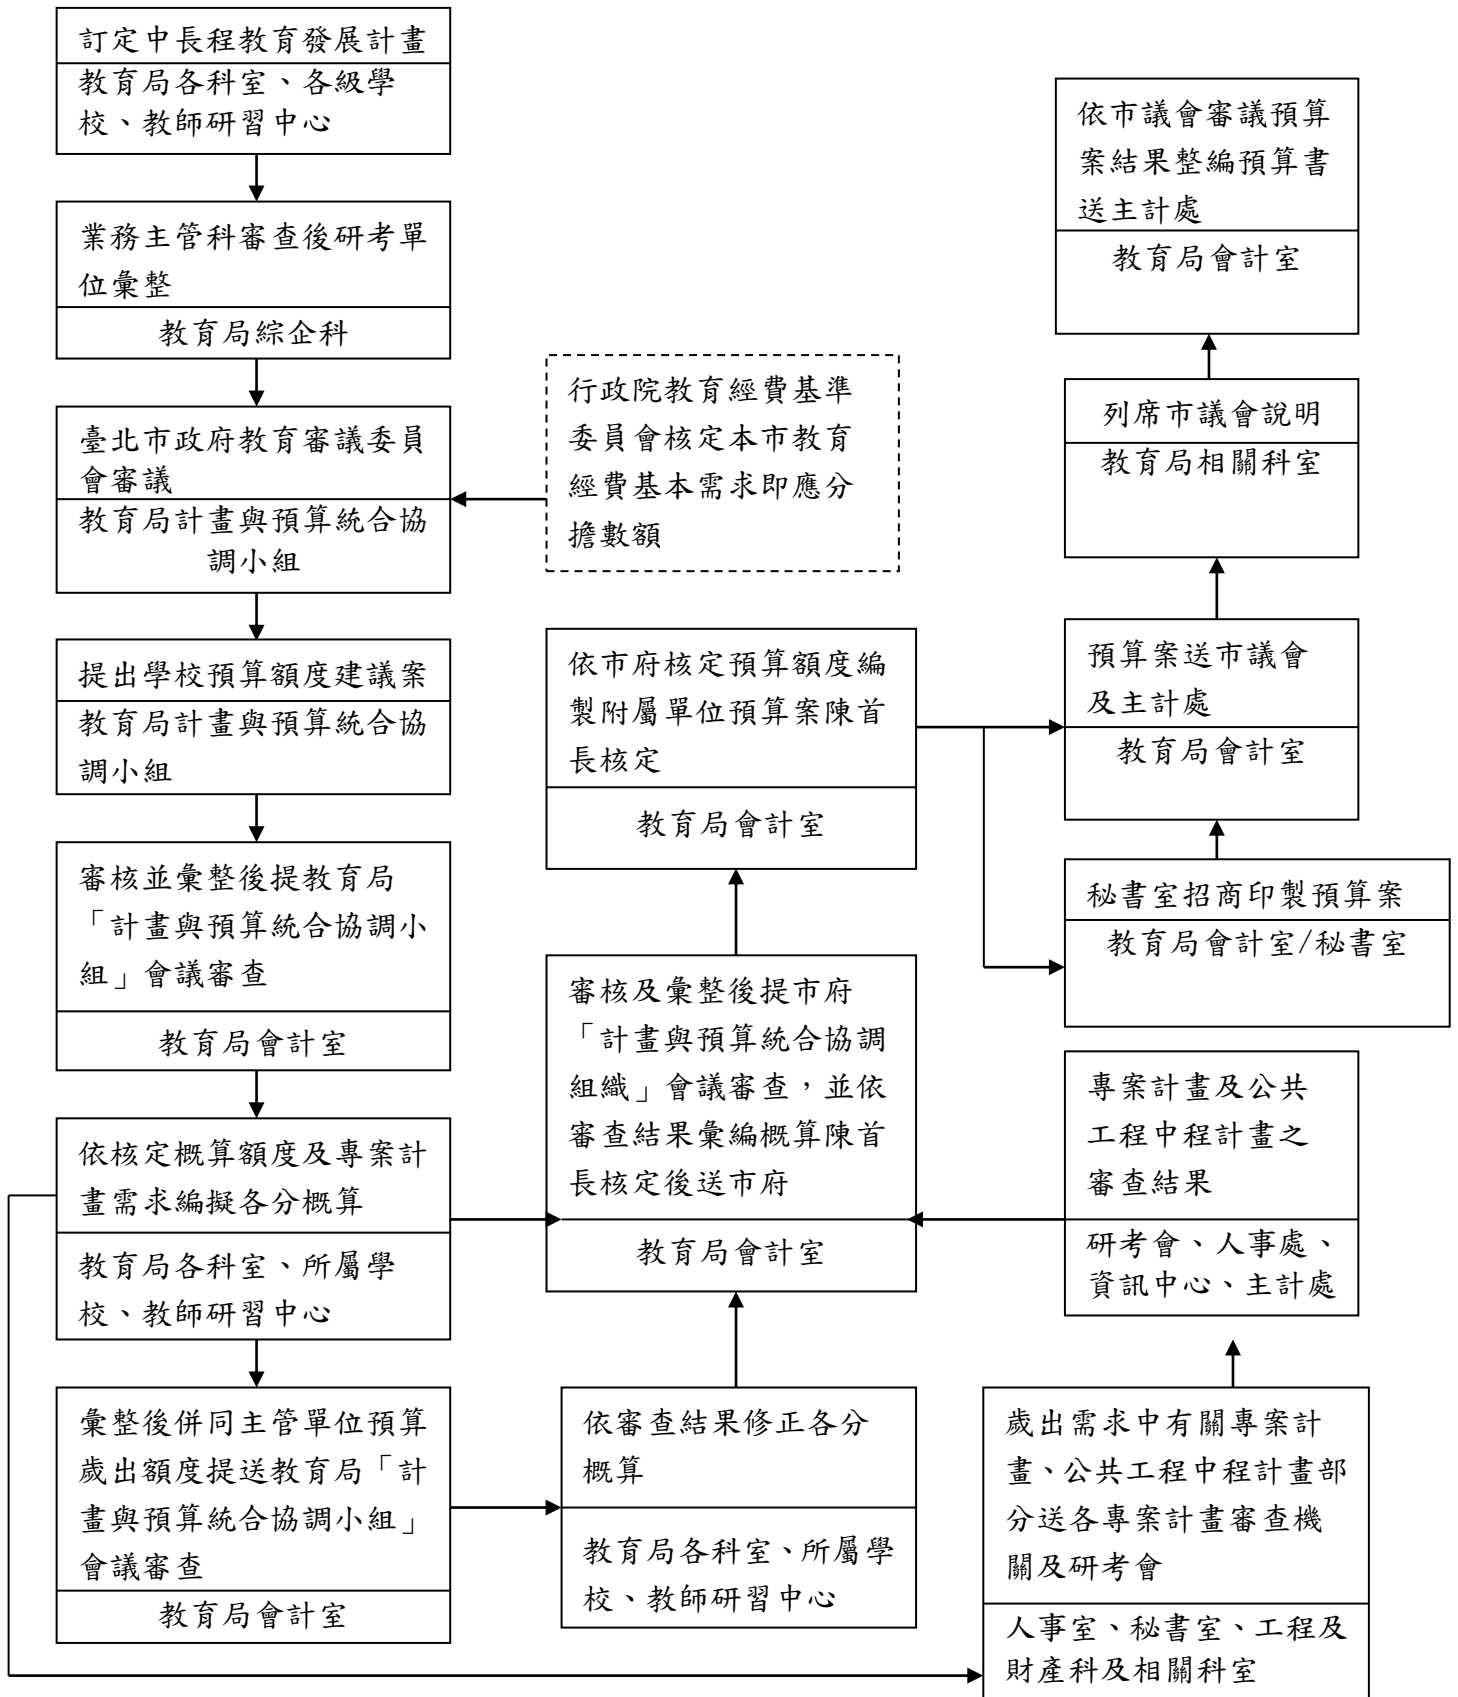 訂定中長程教育發展計畫
教育局各科室、各級學
校、教師研習中心
業務主管科審查後研考單
位彙整
教育局綜企科
臺北市政府教育審議委員
會審議
教育局計畫與預算統合協
調小組
提出學校預算額度建議案
教育局計畫與預算統合協
調小組
審核並彙整後提教育局
「計畫與預算統合協調小
組」會議審查
教育局會計室
依核定概算額度及專案計
畫需求編擬各分概算
教育局各科室、所屬學
校、教師研習中心
彙整後併同主管單位預算
歲出額度提送教育局「計
畫與預算統合協調小組」
會議審查
教育局會計室
行政院教育經費基準
委員會核定本市教育
經費基本需求即應分
擔數額
依市府核定預算額度編
製附屬單位預算案陳首
長核定
教育局會計室
審核及彙整後提市府
「計畫與預算統合協調
組織」會議審查，並依
審查結果彙編概算陳首
長核定後送市府
教育局會計室
依審查結果修正各分
概算
教育局各科室、所屬學
校、教師研習中心
依市議會審議預算
案結果整編預算書
送主計處
教育局會計室
列席市議會說明
教育局相關科室
預算案送市議會
及主計處
教育局會計室
秘書室招商印製預算案
教育局會計室/秘書室
專案計畫及公共
工程中程計畫之
審查結果
研考會、人事處、
資訊中心、主計處
歲出需求中有關專案計
畫、公共工程中程計畫部
分送各專案計畫審查機
關及研考會
人事室、秘書室、工程及
財產科及相關科室